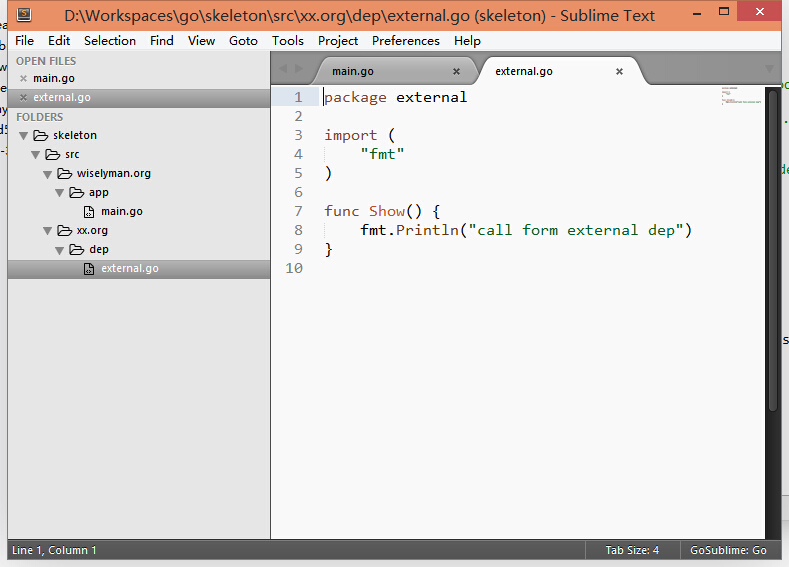 D:\Workspaces\go\skeleton\src\xx.org\dep\external.go (skeleton) - Sublime Text
File Edit Selection Find View Goto Tools Project Preferences Help
OPEN FILES
main.go
external.go
FOLDERS
skeleton
src
wiselyman.org
app
main.go
xx.org
dep
external.go
main.go external.go
1 package external
2
3 import (
4 "fmt"
5 )
6
7 func Show() {
8 fmt.Println("call form external dep")
9 }
10
Line 1, Column 1 Tab Size: 4 GoSublime: Go